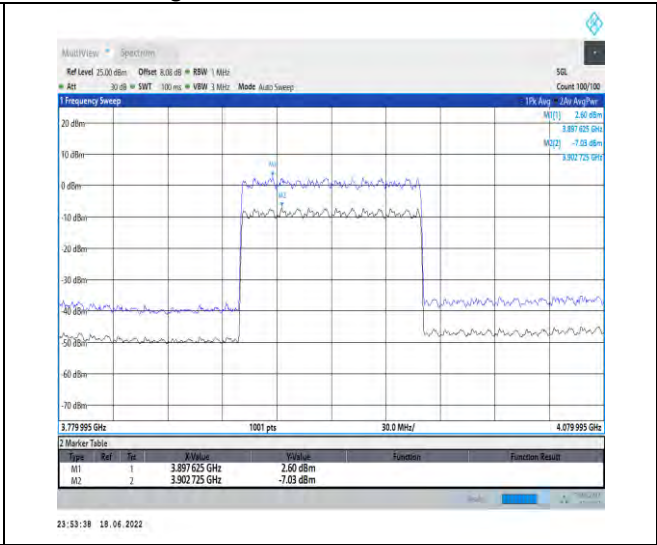 MultiView Spectrum
Ref Level 25.00 dBm Offset 8.08 dB RBW 1 MHz SGL
Att 30 dB SWT 100 ms VBW 3 MHz Mode Auto Sweep Count 100/100
1 Frequency Sweep 1Pk Avg 2Av AvgPwr
M1[1] 2.60 dBm
3.897 625 GHz
M2[2] -7.03 dBm
3.902 725 GHz
20 dBm
10 dBm
M1
0 dBm
M2
-10 dBm
-20 dBm
-30 dBm
-40 dBm
-50 dBm
-60 dBm
-70 dBm
3.779 995 GHz 1001 pts 30.0 MHz/ 4.079 995 GHz
2 Marker Table
Type Ref Trc X-Value Y-Value Function Function Result
M1 1 3.897 625 GHz 2.60 dBm
M2 2 3.902 725 GHz -7.03 dBm
23:53:38 18.06.2022